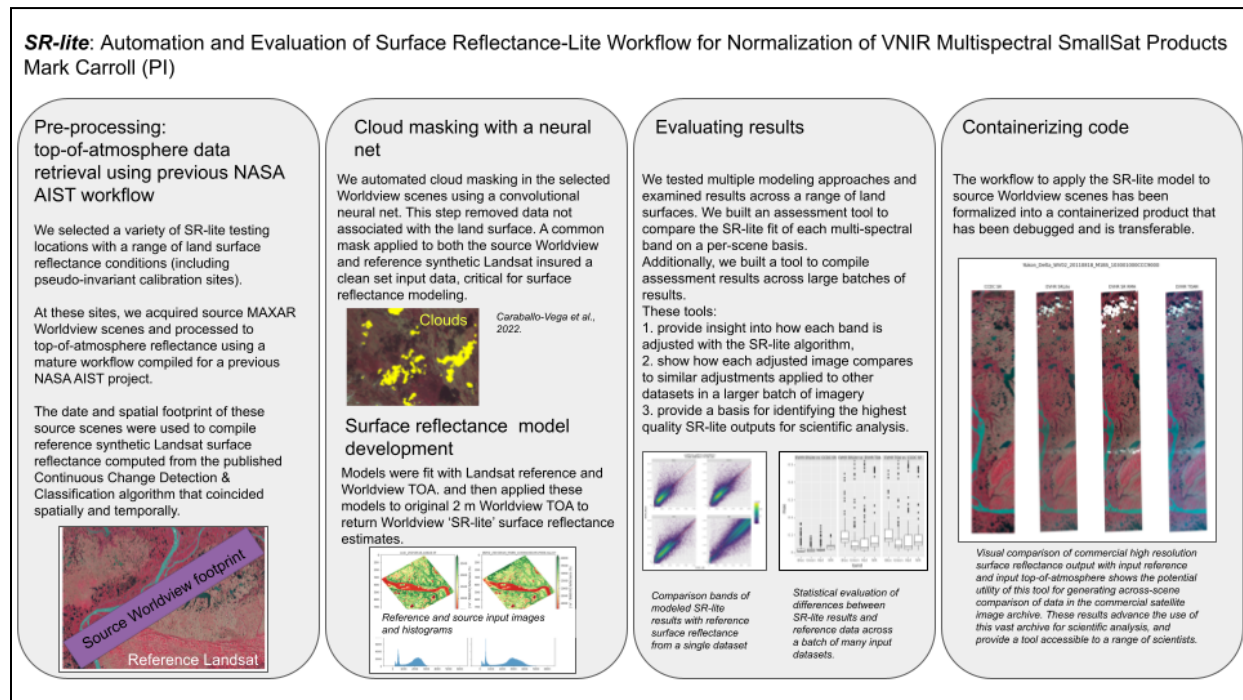 SR-lite: Automation and Evaluation of Surface Reflectance-Lite Workflow for Normalization of VNIR Multispectral SmallSat Products
Mark Carroll (PI)
Pre-processing:
top-of-atmosphere data
retrieval using previous NASA
AIST workflow
We selected a variety of SR-lite testing
locations with a range of land surface
reflectance conditions (including
pseudo-invariant calibration sites).
At these sites, we acquired source MAXAR
Worldview scenes and processed to
top-of-atmosphere reflectance using a
mature workflow compiled for a previous
NASA AIST project.
The date and spatial footprint of these
source scenes were used to compile
reference synthetic Landsat surface
reflectance computed from the published
Continuous Change Detection &
Classification algorithm that coincided
spatially and temporally.
Source Worldview footprint
Reference Landsat
Cloud masking with a neural
net
We automated cloud masking in the selected
Worldview scenes using a convolutional
neural net. This step removed data not
associated with the land surface. A common
mask applied to both the source Worldview
and reference synthetic Landsat insured a
clean set input data, critical for surface
reflectance modeling.
Clouds
Caraballo-Vega et al.,
2022.
Surface reflectance model
development
Models were fit with Landsat reference and
Worldview TOA. and then applied these
models to original 2 m Worldview TOA to
return Worldview 'SR-lite' surface reflectance
estimates.
Reference and source input images
and histograms
Evaluating results
We tested multiple modeling approaches and
examined results across a range of land
surfaces. We built an assessment tool to
compare the SR-lite fit of each multi-spectral
band on a per-scene basis.
Additionally, we built a tool to compile
assessment results across large batches of
results.
These tools:
1. provide insight into how each band is
adjusted with the SR-lite algorithm,
2. show how each adjusted image compares
to similar adjustments applied to other
datasets in a larger batch of imagery
3. provide a basis for identifying the highest
quality SR-lite outputs for scientific analysis.
Comparison bands of
modeled SR-lite
results with reference
surface reflectance
from a single dataset
Statistical evaluation of
differences between
SR-lite results and
reference data across
a batch of many input
datasets.
Containerizing code
The workflow to apply the SR-lite model to
source Worldview scenes has been
formalized into a containerized product that
has been debugged and is transferable.
Visual comparison of commercial high resolution
surface reflectance output with input reference
and input top-of-atmosphere shows the potential
utility of this tool for generating across-scene
comparison of data in the commercial satellite
image archive. These results advance the use of
this vast archive for scientific analysis, and
provide a tool accessible to a range of scientists.